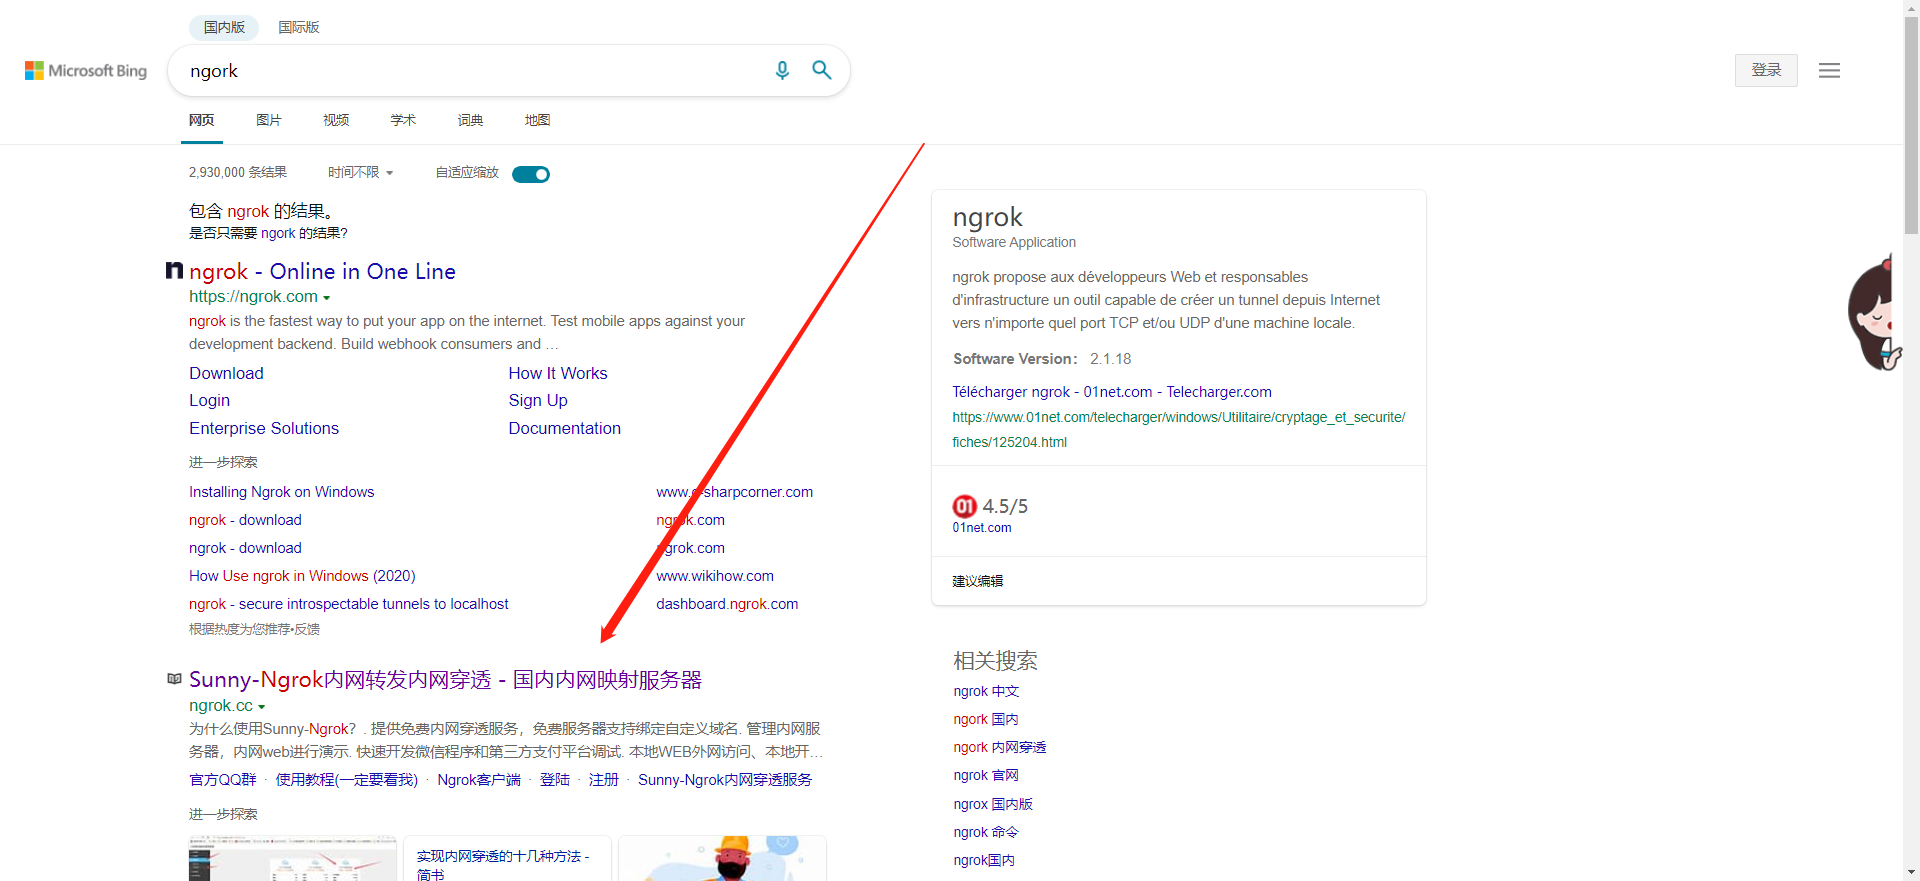 国内版 国际版
Microsoft Bing
ngork
登录
网页 图片 视频 学术 词典 地图
2,930,000 条结果 时间不限 自适应缩放
包含 ngrok 的结果。
是否只需要 ngork 的结果?
ngrok - Online in One Line
https://ngrok.com
ngrok is the fastest way to put your app on the internet. Test mobile apps against your
development backend. Build webhook consumers and …
Download How It Works
Login Sign Up
Enterprise Solutions Documentation
进一步探索
Installing Ngrok on Windows www.c-sharpcorner.com
ngrok - download ngrok.com
ngrok - download ngrok.com
How Use ngrok in Windows (2020) www.wikihow.com
ngrok - secure introspectable tunnels to localhost dashboard.ngrok.com
根据热度为您推荐•反馈
Sunny-Ngrok内网转发内网穿透 - 国内内网映射服务器
ngrok.cc
为什么使用Sunny-Ngrok? . 提供免费内网穿透服务，免费服务器支持绑定自定义域名. 管理内网服
务器，内网web进行演示. 快速开发微信程序和第三方支付平台调试. 本地WEB外网访问、本地开…
官方QQ群 · 使用教程(一定要看我) · Ngrok客户端 · 登陆 · 注册 · Sunny-Ngrok内网穿透服务
进一步探索
实现内网穿透的十几种方法 -
简书
ngrok
Software Application
ngrok propose aux développeurs Web et responsables
d'infrastructure un outil capable de créer un tunnel depuis Internet
vers n'importe quel port TCP et/ou UDP d'une machine locale.
Software Version： 2.1.18
Télécharger ngrok - 01net.com - Telecharger.com
https://www.01net.com/telecharger/windows/Utilitaire/cryptage_et_securite/
fiches/125204.html
01 4.5/5
01net.com
建议编辑
相关搜索
ngrok 中文
ngork 国内
ngork 内网穿透
ngrok 官网
ngrox 国内版
ngrok 命令
ngrok国内